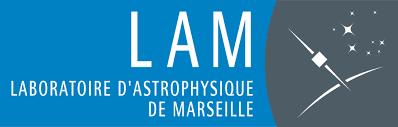 LAM
LABORATOIRE D'ASTROPHYSIQUE
DE MARSEILLE